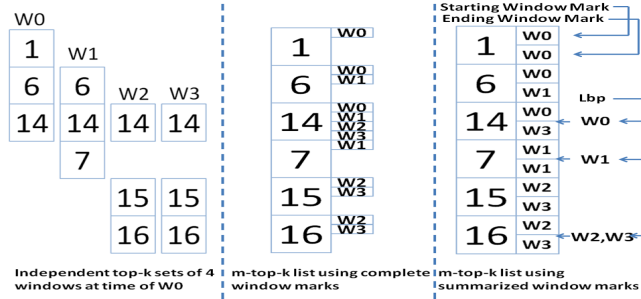 W0
1
6
14
W1
6
14
7
W2
14
15
16
W3
14
15
16
Independent top-k sets of 4
windows at time of W0
1
W0
6
W0
W1
14
W0
W1
W2
W3
7
W1
15
W2
W3
16
W2
W3
m-top-k list using complete
window marks
Starting Window Mark
Ending Window Mark
1
W0
W0
6
W0
W1
14
W0
W3
7
W1
W1
15
W2
W3
16
W2
W3
Lbp
W0
W1
W2,W3
m-top-k list using
summarized window marks